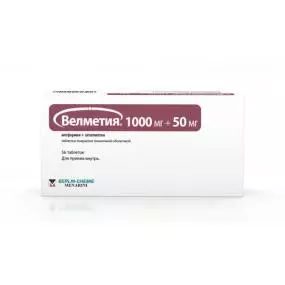 Велметия® 1000 мг + 50 мг
метформин + ситаглиптин
таблетки покрытые пленочной оболочкой
56 таблеток
Для приема внутрь.
BERLIN-CHEMIE
MENARINI